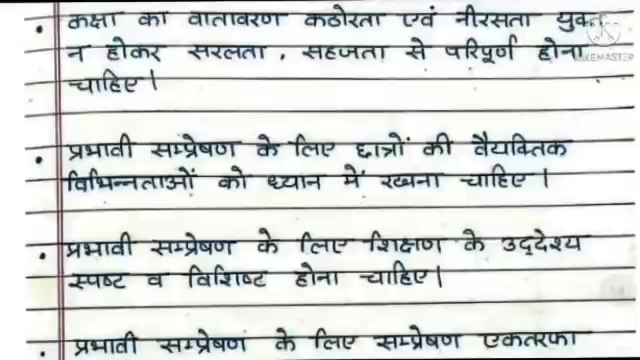 • कक्षा का वातावरण कठोरता एवं नीरसता युक्त
न होकर सरलता, सहजता से परिपूर्ण होना
चाहिए।
• प्रभावी सम्प्रेषण के लिए छात्रों की वैयक्तिक
विभिन्नताओं को ध्यान में रखना चाहिए।
• प्रभावी सम्प्रेषण के लिए शिक्षण के उद्देश्य
स्पष्ट व विशिष्ट होना चाहिए।
• प्रभावी सम्प्रेषण के लिए सम्प्रेषण एकतरफा
KINEMASTER